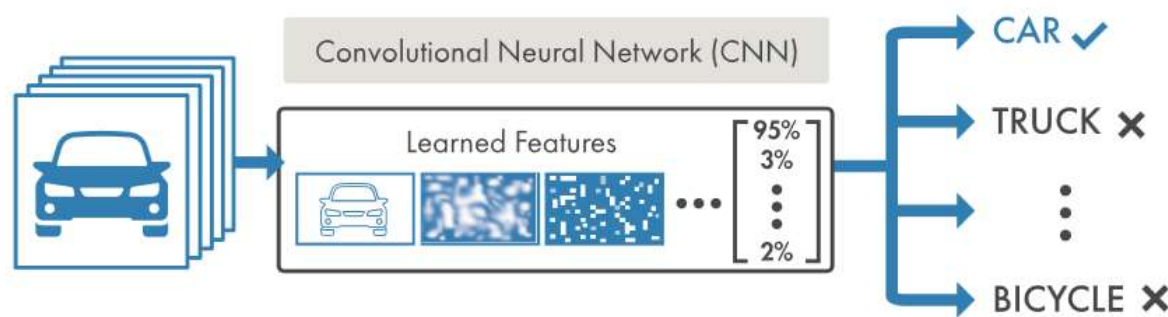 Convolutional Neural Network (CNN)
Learned Features
95%
3%
2%
CAR
TRUCK
BICYCLE